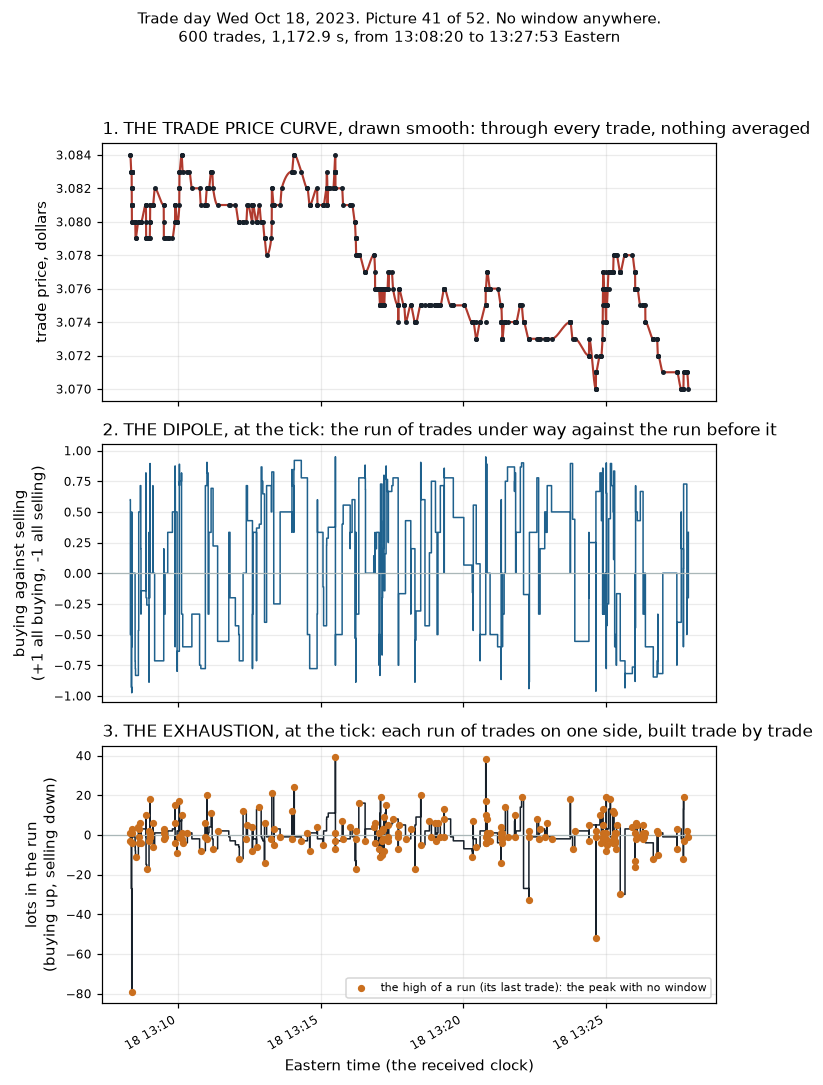 Trade day Wed Oct 18, 2023. Picture 41 of 52. No window anywhere.
600 trades, 1,172.9 s, from 13:08:20 to 13:27:53 Eastern
1. THE TRADE PRICE CURVE, drawn smooth: through every trade, nothing averaged
trade price, dollars
3.084
3.082
3.080
3.078
3.076
3.074
3.072
3.070
2. THE DIPOLE, at the tick: the run of trades under way against the run before it
buying against selling
(+1 all buying, -1 all selling)
1.00
0.75
0.50
0.25
0.00
−0.25
−0.50
−0.75
−1.00
3. THE EXHAUSTION, at the tick: each run of trades on one side, built trade by trade
lots in the run
(buying up, selling down)
40
20
0
−20
−40
−60
−80
the high of a run (its last trade): the peak with no window
18 13:10
18 13:15
18 13:20
18 13:25
Eastern time (the received clock)